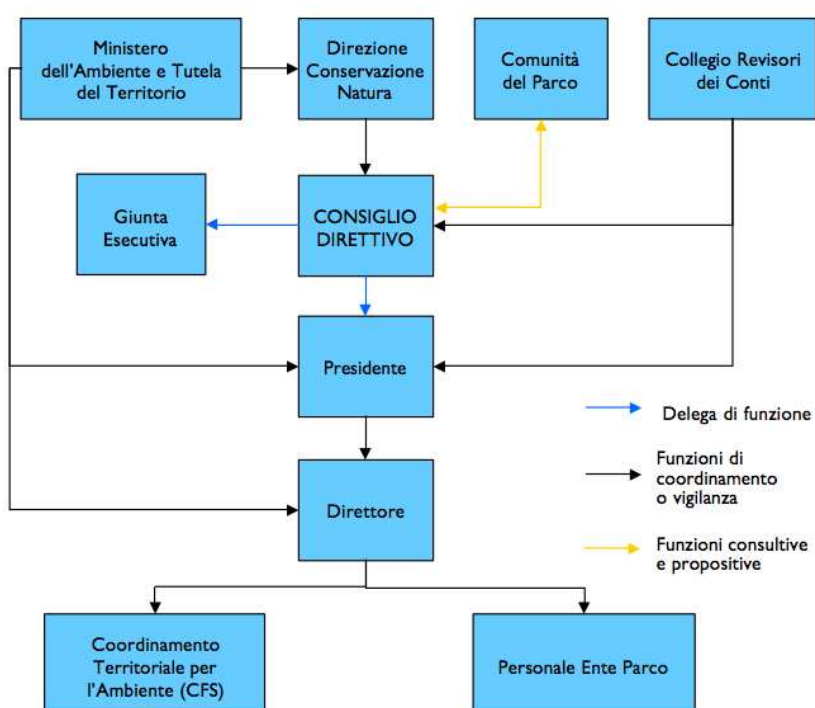 Ministero
dell'Ambiente e Tutela
del Territorio
Direzione
Conservazione
Natura
Comunità
del Parco
Collegio Revisori
dei Conti
Giunta
Esecutiva
CONSIGLIO
DIRETTIVO
Presidente
Delega di funzione
Funzioni di
coordinamento
o vigilanza
Direttore
Funzioni consultive
e propositive
Coordinamento
Territoriale per
l'Ambiente (CFS)
Personale Ente Parco